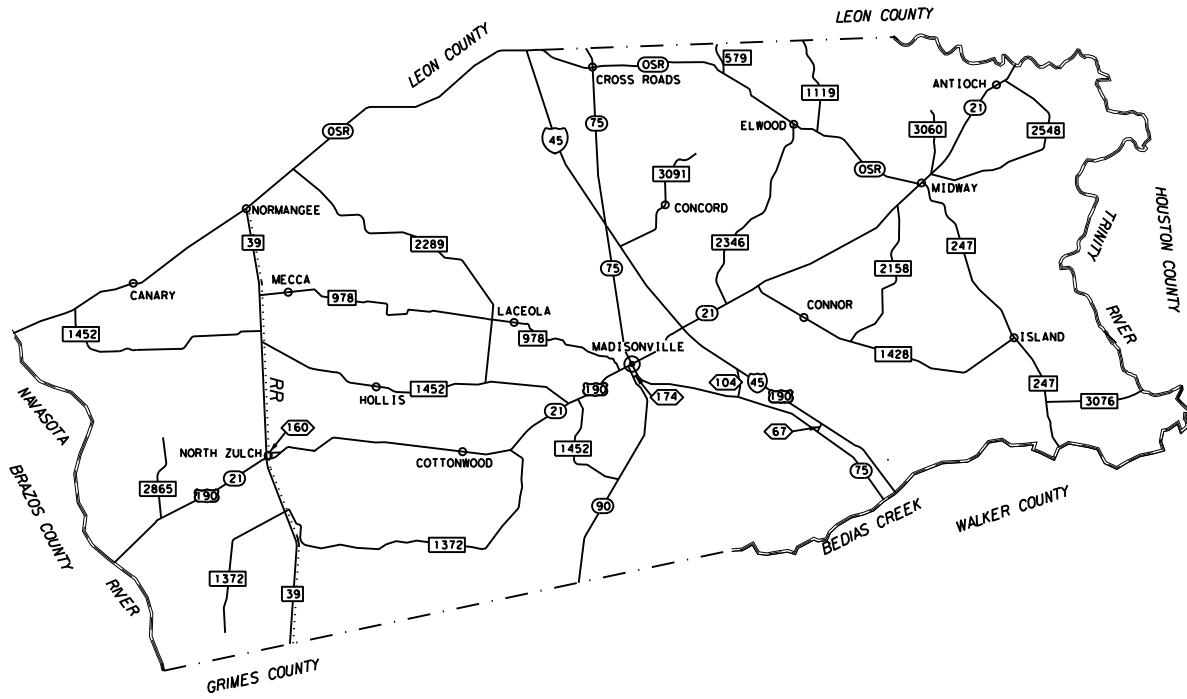 LEON COUNTY
LEON COUNTY
OSR
579
CROSS ROADS
ANTIOCH
1119
21
75
45
ELWOOD
3060
2548
OSR
OSR
3091
MIDWAY
CONCORD
NORMANGEE
HOUSTON COUNTY
TRINITY
RIVER
39
2289
2346
247
75
2158
MECCA
CANARY
978
CONNOR
LACEOLA
21
1452
978
MADISONVILLE
ISLAND
1428
RR
1452
HOLLIS
190
104
45
190
174
247
3076
NAVASOTA
RIVER
21
160
67
NORTH ZULCH
1452
COTTONWOOD
21
75
2865
190
BRAZOS COUNTY
90
BEDIAS CREEK
WALKER COUNTY
1372
1372
39
GRIMES COUNTY